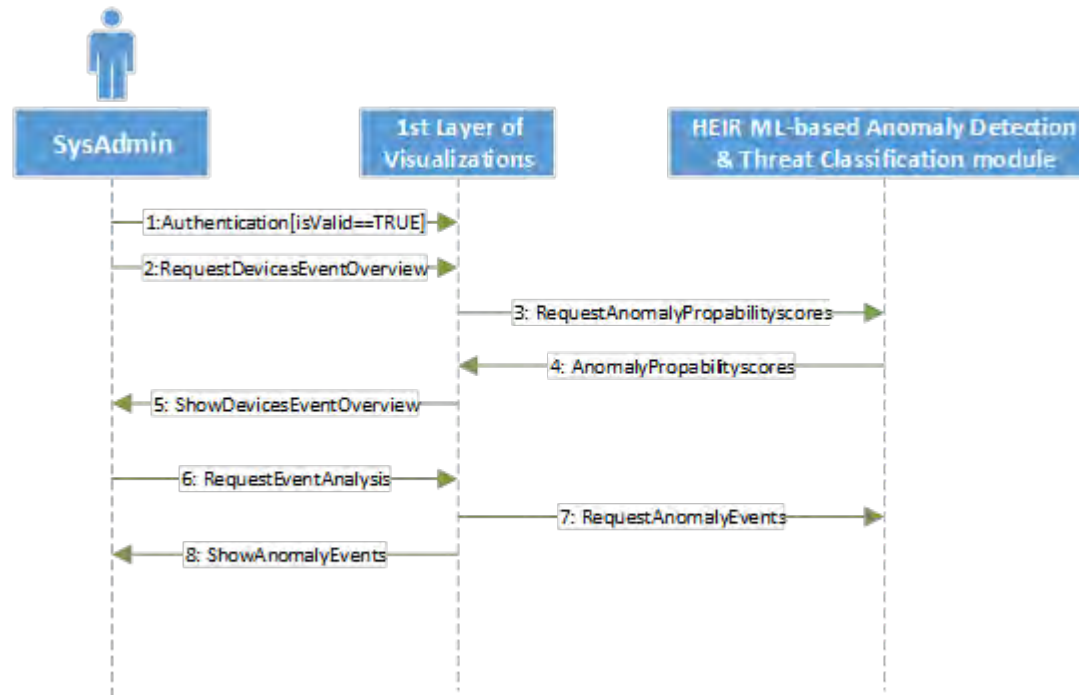 SysAdmin
1st Layer of
Visualizations
HEIR ML-based Anomaly Detection
& Threat Classification module
1:Authentication[isValid==TRUE]
2:RequestDevicesEventOverview
3: RequestAnomalyPropabilityscores
4: AnomalyPropabilityscores
5: ShowDevicesEventOverview
6: RequestEventAnalysis
7: RequestAnomalyEvents
8: ShowAnomalyEvents